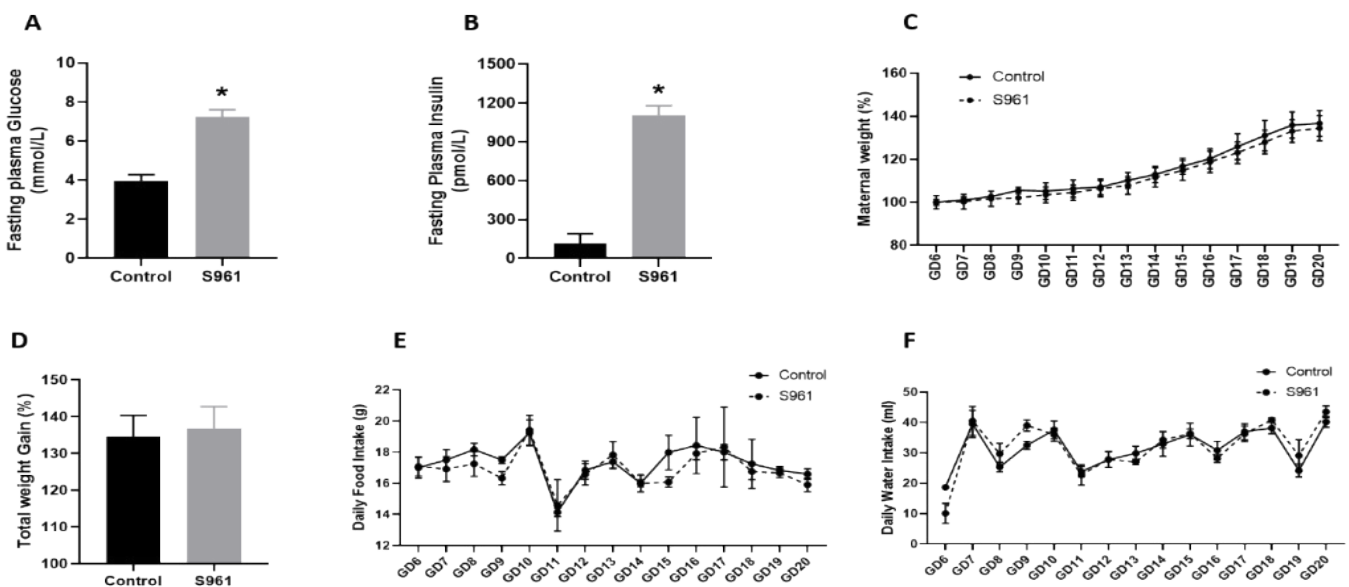 A
Fasting plasma Glucose
(mmol/L)
10
8
6
4
2
0
*
Control
S961
B
Fasting Plasma Insulin
(pmol/L)
1500
1200
900
600
300
0
*
Control
S961
C
Maternal weight (%)
160
140
120
100
80
Control
S961
GD6
GD7
GD8
GD9
GD10
GD11
GD12
GD13
GD14
GD15
GD16
GD17
GD18
GD19
GD20
D
Total weight Gain (%)
150
140
130
120
110
100
Control
S961
E
Daily Food Intake (g)
22
20
18
16
14
12
Control
S961
GD6
GD7
GD8
GD9
GD10
GD11
GD12
GD13
GD14
GD15
GD16
GD17
GD18
GD19
GD20
F
Daily Water Intake (ml)
50
40
30
20
10
0
Control
S961
GD6
GD7
GD8
GD9
GD10
GD11
GD12
GD13
GD14
GD15
GD16
GD17
GD18
GD19
GD20